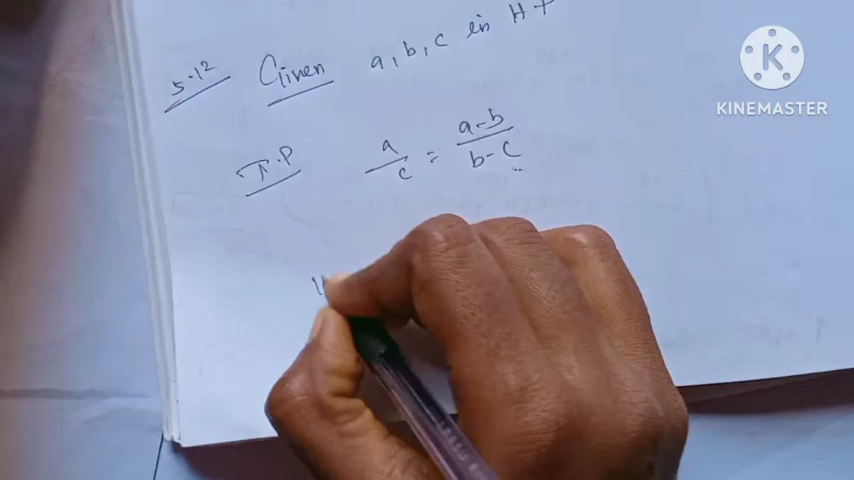 5.12 Given a, b, c in H.P
T.P a/c = (a-b)/(b-c)
K
KINEMASTER